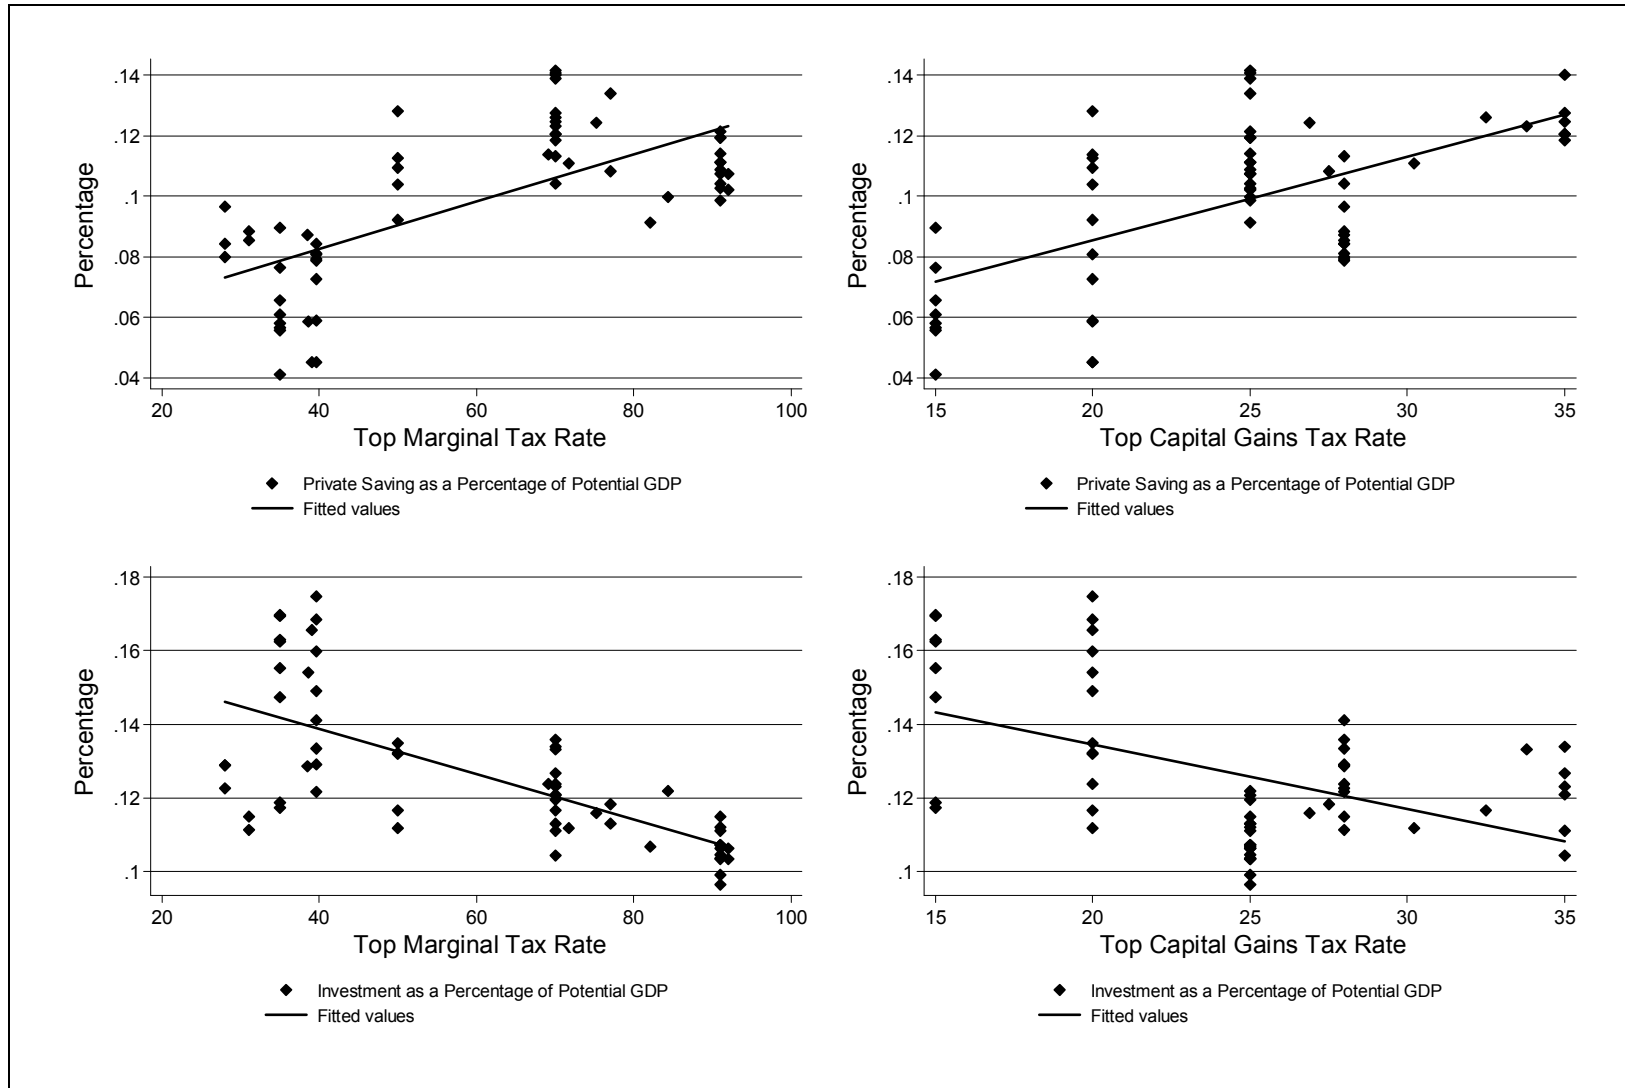 .14
.12
.1
.08
.06
.04
Percentage
20 40 60 80 100
Top Marginal Tax Rate
Private Saving as a Percentage of Potential GDP
Fitted values
.14
.12
.1
.08
.06
.04
Percentage
15 20 25 30 35
Top Capital Gains Tax Rate
Private Saving as a Percentage of Potential GDP
Fitted values
.18
.16
.14
.12
.1
Percentage
20 40 60 80 100
Top Marginal Tax Rate
Investment as a Percentage of Potential GDP
Fitted values
.18
.16
.14
.12
.1
Percentage
15 20 25 30 35
Top Capital Gains Tax Rate
Investment as a Percentage of Potential GDP
Fitted values